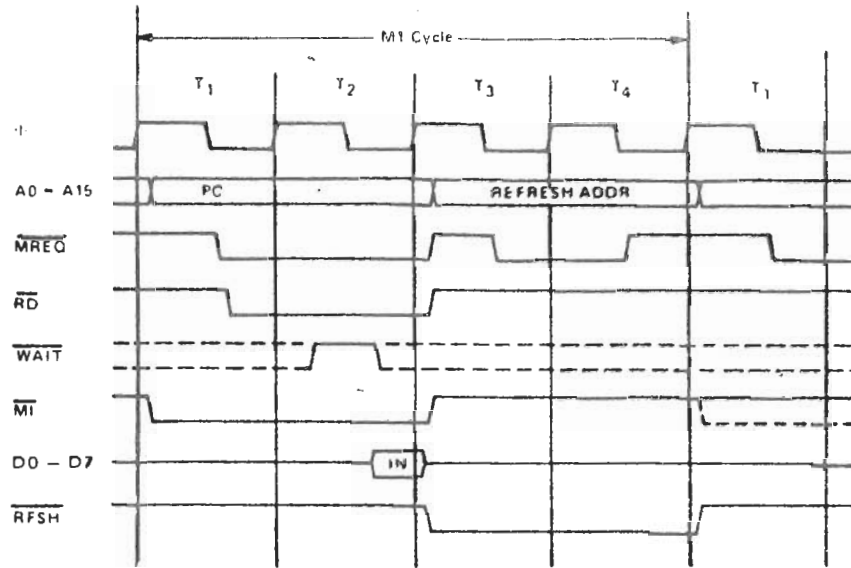 M1 Cycle
T1 T2 T3 T4 T1
A0 – A15 PC REFRESH ADDR
MREQ
RD
WAIT
M1
D0 – D7 IN
RFSH